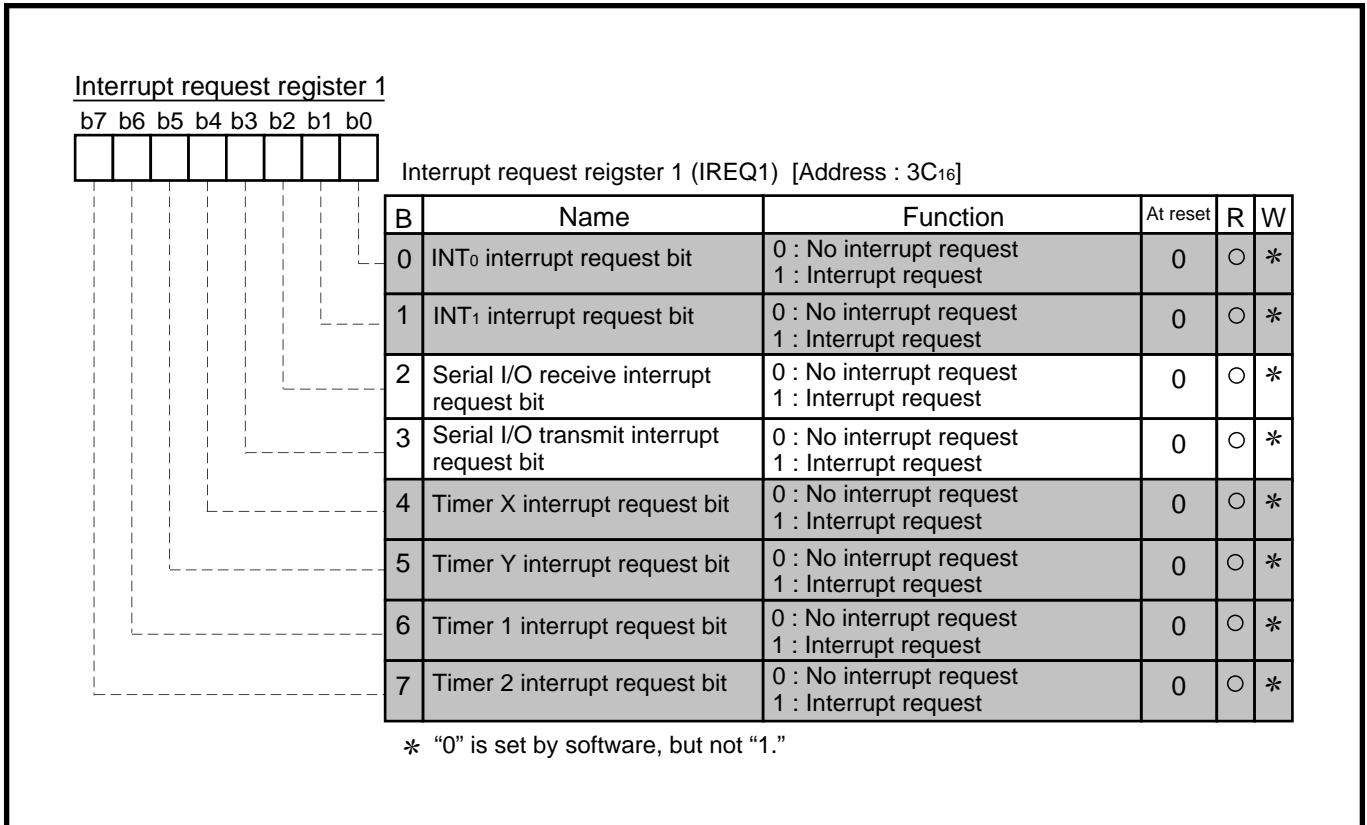 Interrupt request register 1
b7 b6 b5 b4 b3 b2 b1 b0
Interrupt request reigster 1 (IREQ1) [Address : 3C16]
B Name Function At reset R W
0 INT0 interrupt request bit 0 : No interrupt request 0 ○ *
1 : Interrupt request
1 INT1 interrupt request bit 0 : No interrupt request 0 ○ *
1 : Interrupt request
2 Serial I/O receive interrupt 0 : No interrupt request 0 ○ *
request bit 1 : Interrupt request
3 Serial I/O transmit interrupt 0 : No interrupt request 0 ○ *
request bit 1 : Interrupt request
4 Timer X interrupt request bit 0 : No interrupt request 0 ○ *
1 : Interrupt request
5 Timer Y interrupt request bit 0 : No interrupt request 0 ○ *
1 : Interrupt request
6 Timer 1 interrupt request bit 0 : No interrupt request 0 ○ *
1 : Interrupt request
7 Timer 2 interrupt request bit 0 : No interrupt request 0 ○ *
1 : Interrupt request
* “0” is set by software, but not “1.”